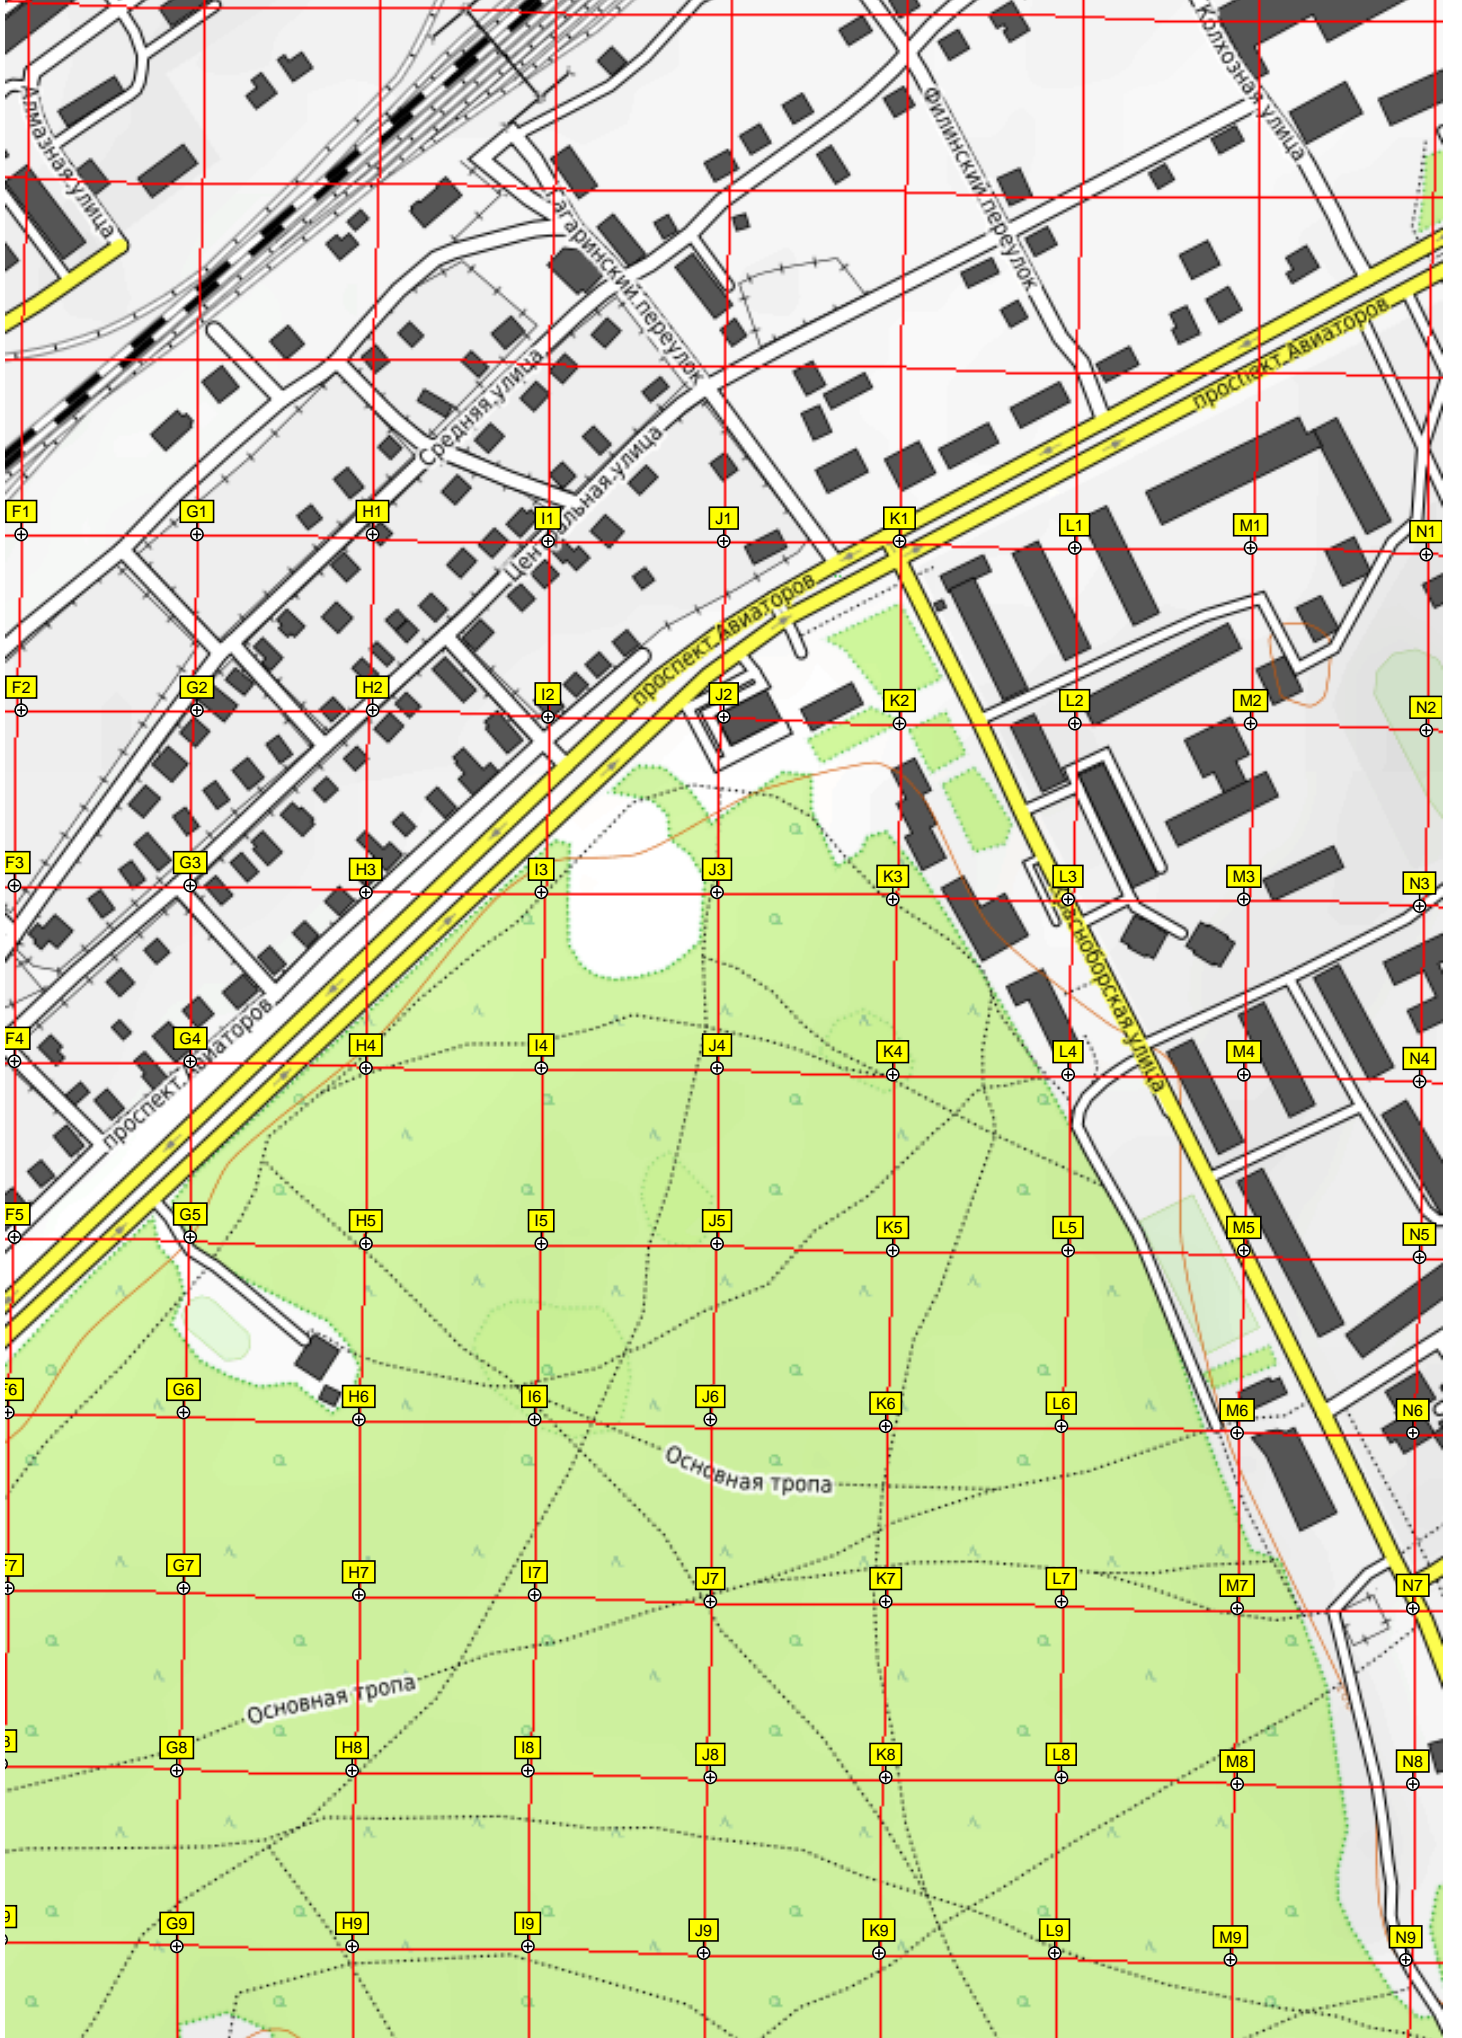 Колхозная улица
Алмазная улица
Филинский переулок
Гагаринский переулок
проспект Авиаторов
Средняя улица
Центральная улица
F1 G1 H1 I1 J1 K1 L1 M1 N1
проспект Авиаторов
F2 G2 H2 I2 J2 K2 L2 M2 N2
F3 G3 H3 I3 J3 K3 L3 M3 N3
Красноборская улица
проспект Авиаторов
F4 G4 H4 I4 J4 K4 L4 M4 N4
F5 G5 H5 I5 J5 K5 L5 M5 N5
F6 G6 H6 I6 J6 K6 L6 M6 N6
Основная тропа
F7 G7 H7 I7 J7 K7 L7 M7 N7
Основная тропа
G8 H8 I8 J8 K8 L8 M8 N8
G9 H9 I9 J9 K9 L9 M9 N9